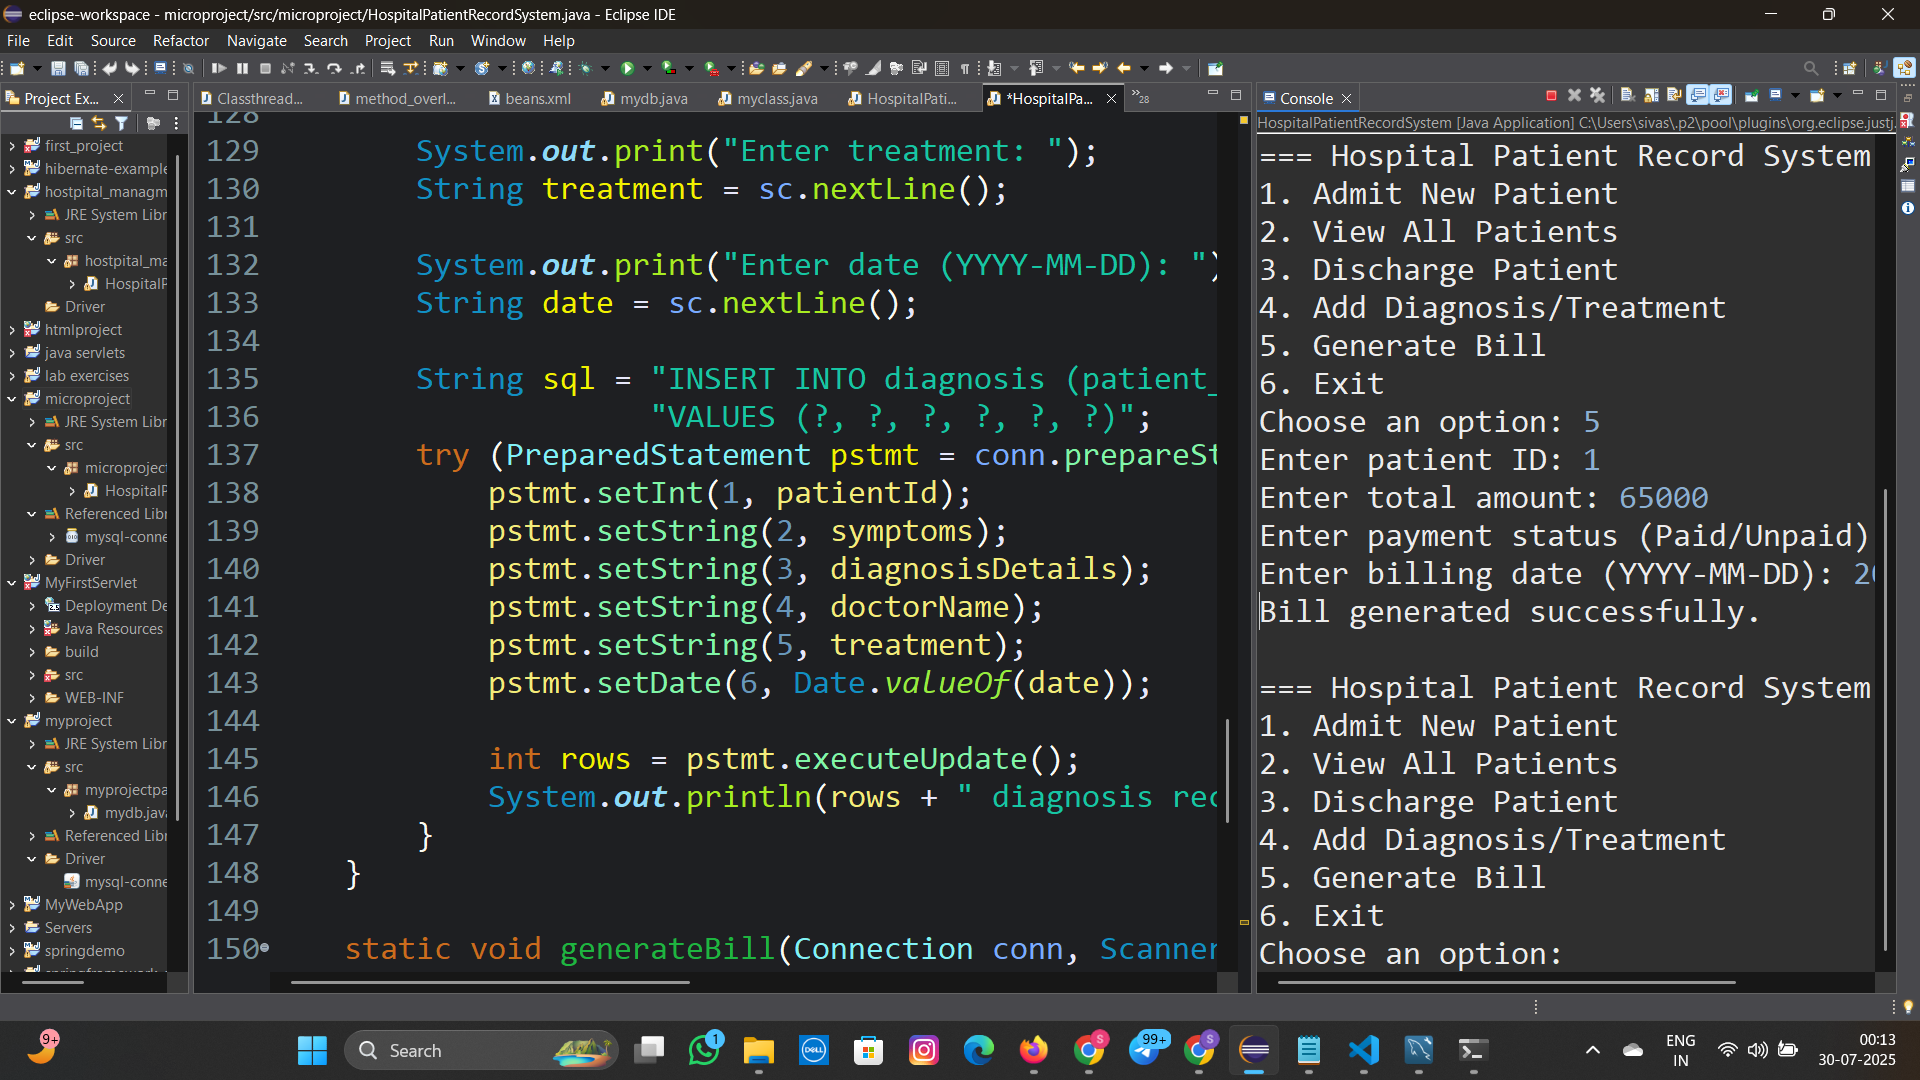 eclipse-workspace - microproject/src/microproject/HospitalPatientRecordSystem.java - Eclipse IDE
File Edit Source Refactor Navigate Search Project Run Window Help
Project Ex...
first_project
hibernate-example
hostpital_managm
JRE System Libr
src
hostpital_ma
HospitalP
Driver
htmlproject
java servlets
lab exercises
microproject
JRE System Libr
src
microproject
HospitalP
Referenced Libr
mysql-conne
Driver
MyFirstServlet
Deployment De
Java Resources
build
src
WEB-INF
myproject
JRE System Libr
src
myprojectpa
mydb.java
Referenced Libr
Driver
mysql-conne
MyWebApp
Servers
springdemo
Classthread... method_overl... beans.xml mydb.java myclass.java HospitalPati... *HospitalPa... »28
128
129 System.out.print("Enter treatment: ");
130 String treatment = sc.nextLine();
131
132 System.out.print("Enter date (YYYY-MM-DD): ")
133 String date = sc.nextLine();
134
135 String sql = "INSERT INTO diagnosis (patient_
136 "VALUES (?, ?, ?, ?, ?, ?)";
137 try (PreparedStatement pstmt = conn.prepareSt
138 pstmt.setInt(1, patientId);
139 pstmt.setString(2, symptoms);
140 pstmt.setString(3, diagnosisDetails);
141 pstmt.setString(4, doctorName);
142 pstmt.setString(5, treatment);
143 pstmt.setDate(6, Date.valueOf(date));
144
145 int rows = pstmt.executeUpdate();
146 System.out.println(rows + " diagnosis rec
147 }
148 }
149
150 static void generateBill(Connection conn, Scanner
Console
HospitalPatientRecordSystem [Java Application] C:\Users\sivas\.p2\pool\plugins\org.eclipse.justj.
=== Hospital Patient Record System
1. Admit New Patient
2. View All Patients
3. Discharge Patient
4. Add Diagnosis/Treatment
5. Generate Bill
6. Exit
Choose an option: 5
Enter patient ID: 1
Enter total amount: 65000
Enter payment status (Paid/Unpaid)
Enter billing date (YYYY-MM-DD): 20
Bill generated successfully.
=== Hospital Patient Record System
1. Admit New Patient
2. View All Patients
3. Discharge Patient
4. Add Diagnosis/Treatment
5. Generate Bill
6. Exit
Choose an option:
9+
Search
DELL
1
S
99+
S
ENG
IN
00:13
30-07-2025